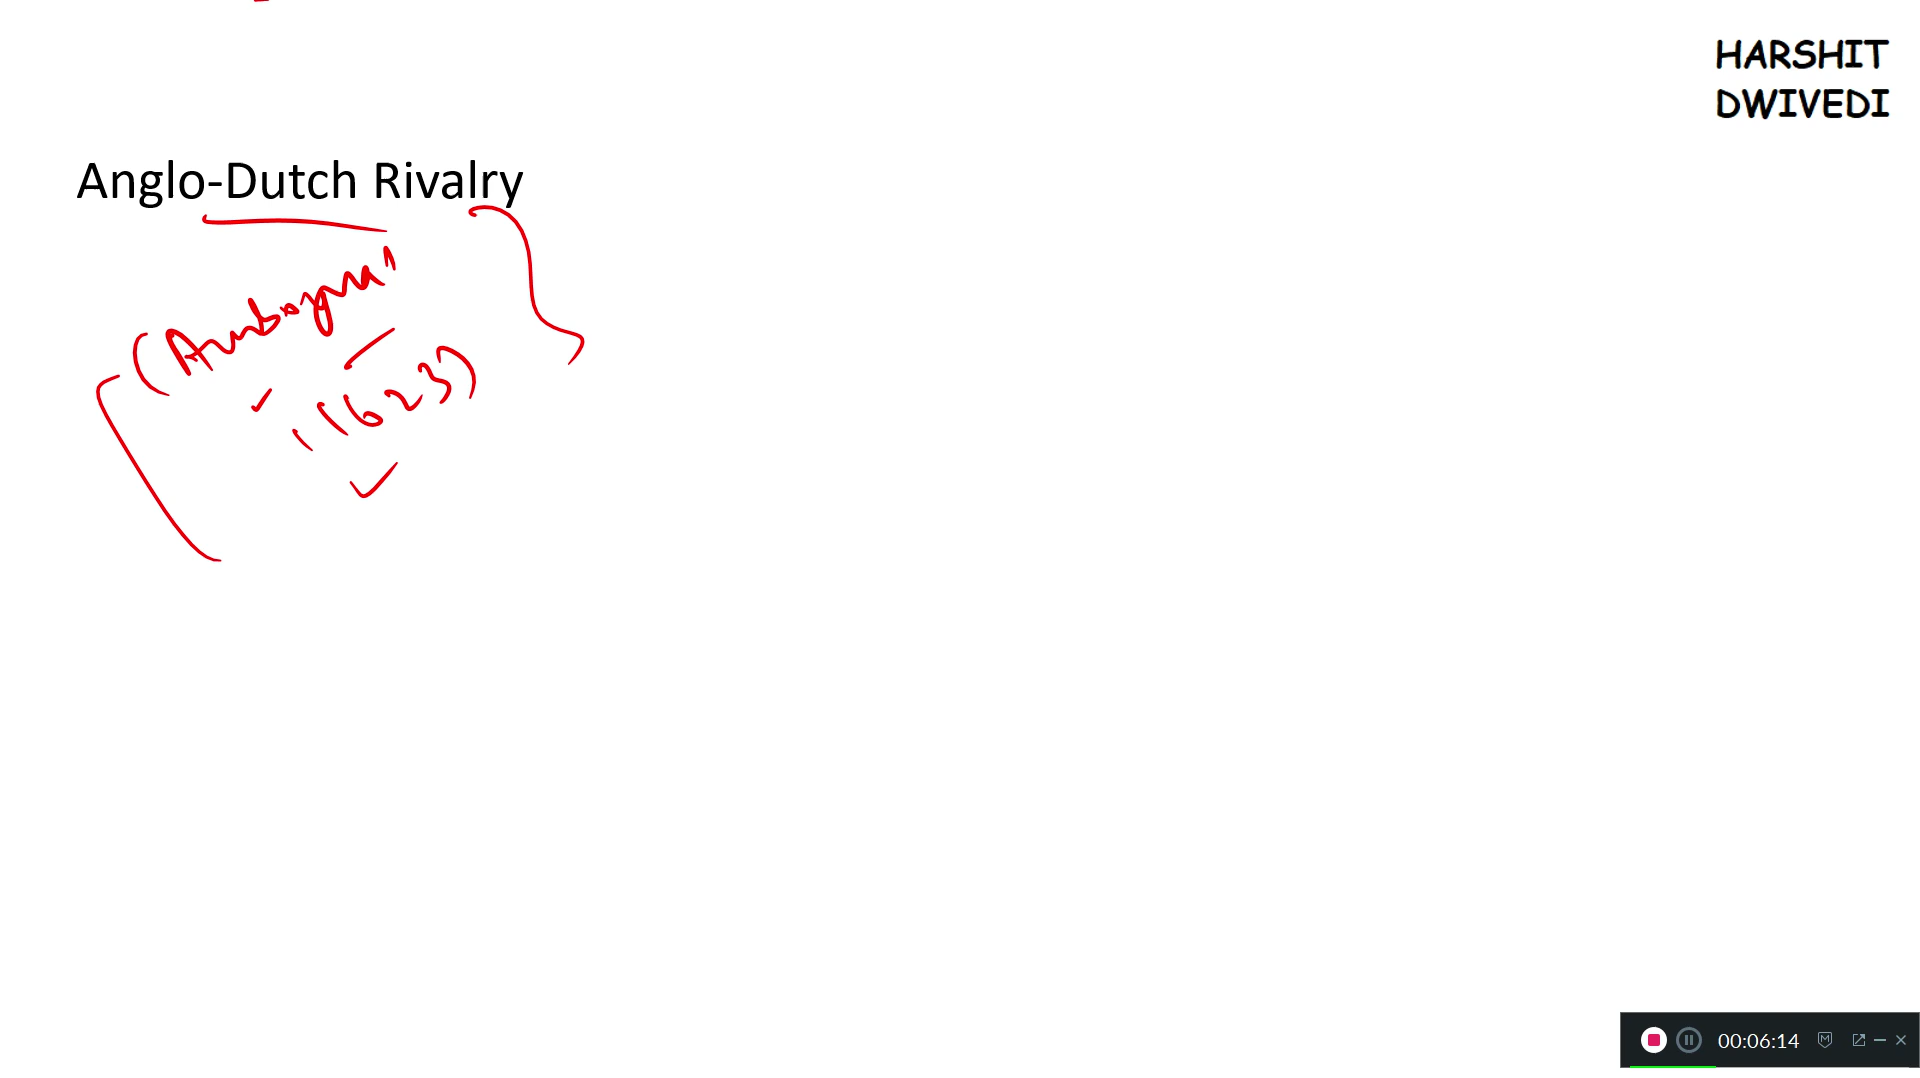 HARSHIT
DWIVEDI
Anglo-Dutch Rivalry
(Amboyna"
"1623)
00:06:14